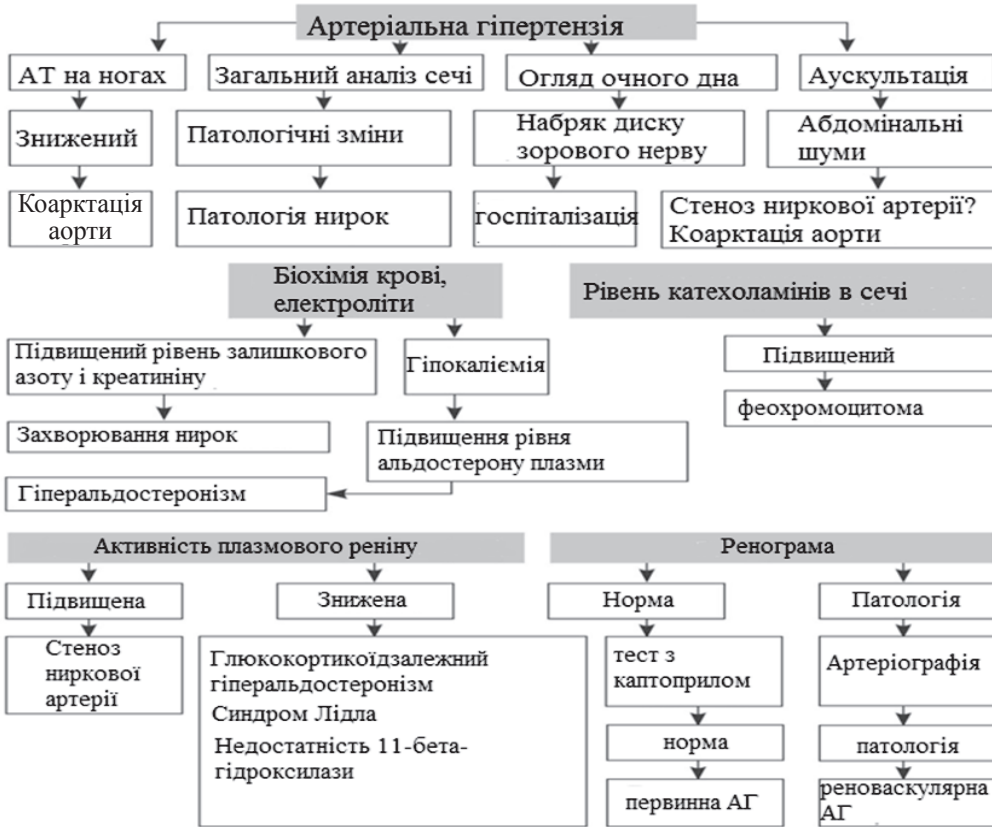 Артеріальна гіпертензія
АТ на ногах
Загальний аналіз сечі
Огляд очного дна
Аускультація
Знижений
Патологічні зміни
Набряк диску
зорового нерву
Абдомінальні
шуми
Коарктація
аорти
Патологія нирок
госпіталізація
Стеноз ниркової артерії?
Коарктація аорти
Біохімія крові,
електроліти
Рівень катехоламінів в сечі
Підвищений рівень залишкового
азоту і креатиніну
Гіпокаліємія
Підвищений
феохромоцитома
Захворювання нирок
Підвищення рівня
альдостерону плазми
Гіперальдостеронізм
Активність плазмового реніну
Ренограма
Підвищена
Знижена
Норма
Патологія
Стеноз
ниркової
артерії
Глюкокортикоїдзалежний
гіперальдостеронізм
Синдром Лідла
Недостатність 11-бета-
гідроксилази
тест з
каптоприлом
Артеріографія
норма
патологія
первинна АГ
реноваскулярна
АГ